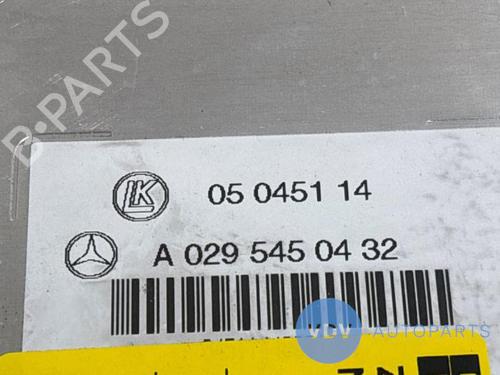 B-PARTS
LK 05 0451 14
A 029 545 04 32
VDV
AUTOPARTS